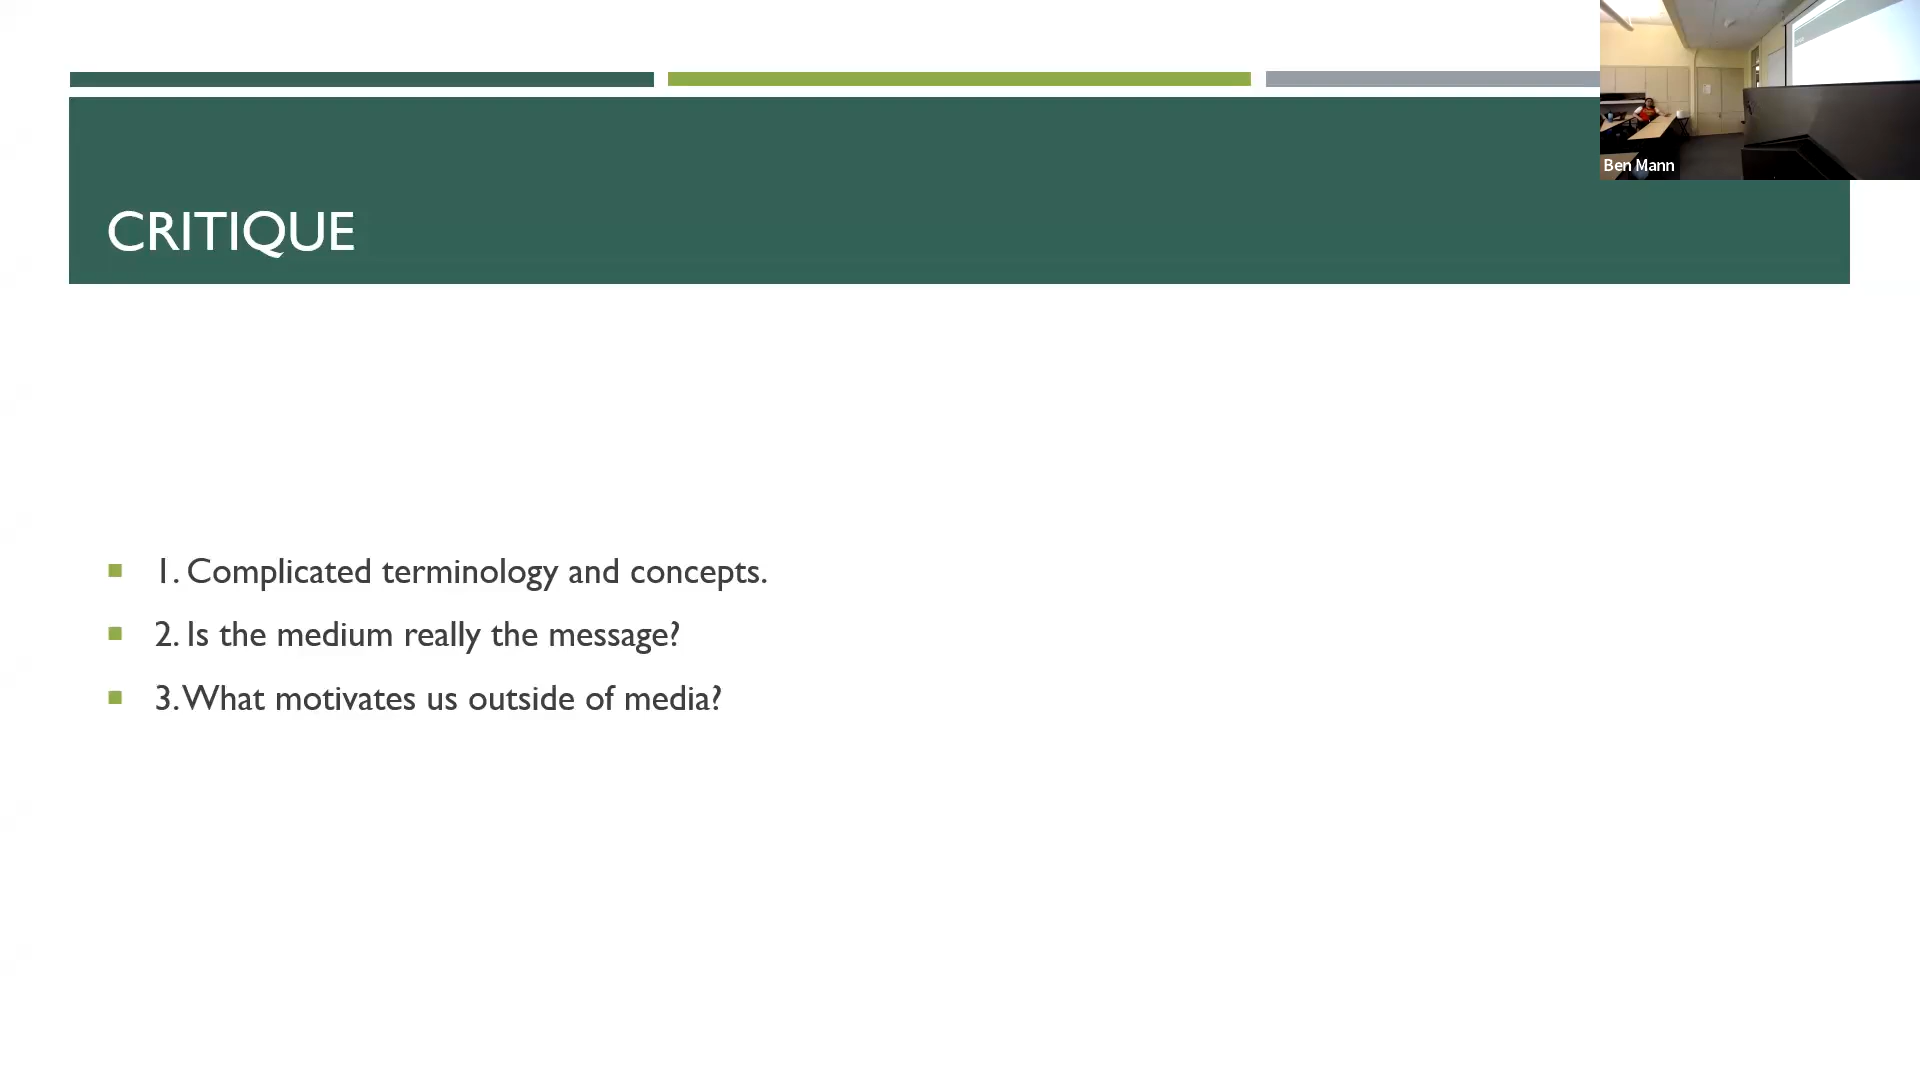 Ben Mann
CRITIQUE
1. Complicated terminology and concepts.
2. Is the medium really the message?
3. What motivates us outside of media?